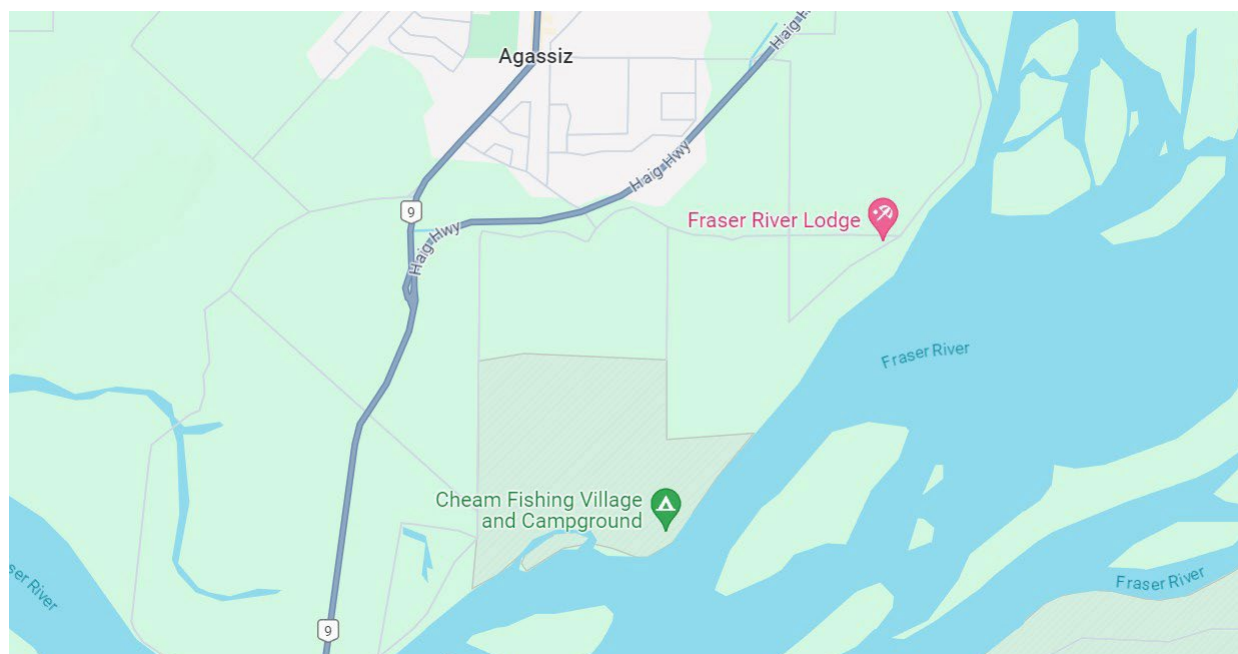 Haig Hwy
Agassiz
Haig Hwy
9
Fraser River Lodge
Haig Hwy
Fraser River
Cheam Fishing Village
and Campground
Fraser River
River
9